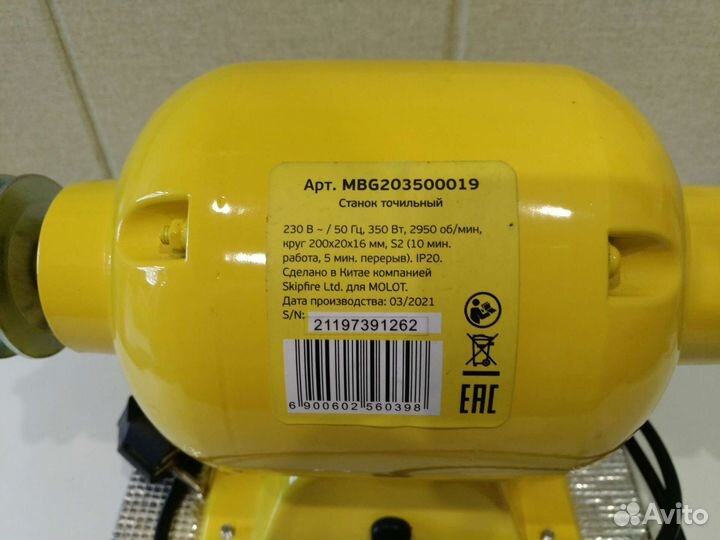 Арт. MBG203500019
Станок точильный
230 В ~ / 50 Гц, 350 Вт, 2950 об/мин,
круг 200х20х16 мм, S2 (10 мин.
работа, 5 мин. перерыв). IP20.
Сделано в Китае компанией
Skipfire Ltd. для MOLOT.
Дата производства: 03/2021
S/N: 21197391262
6 900602 560398
EAC
Avito